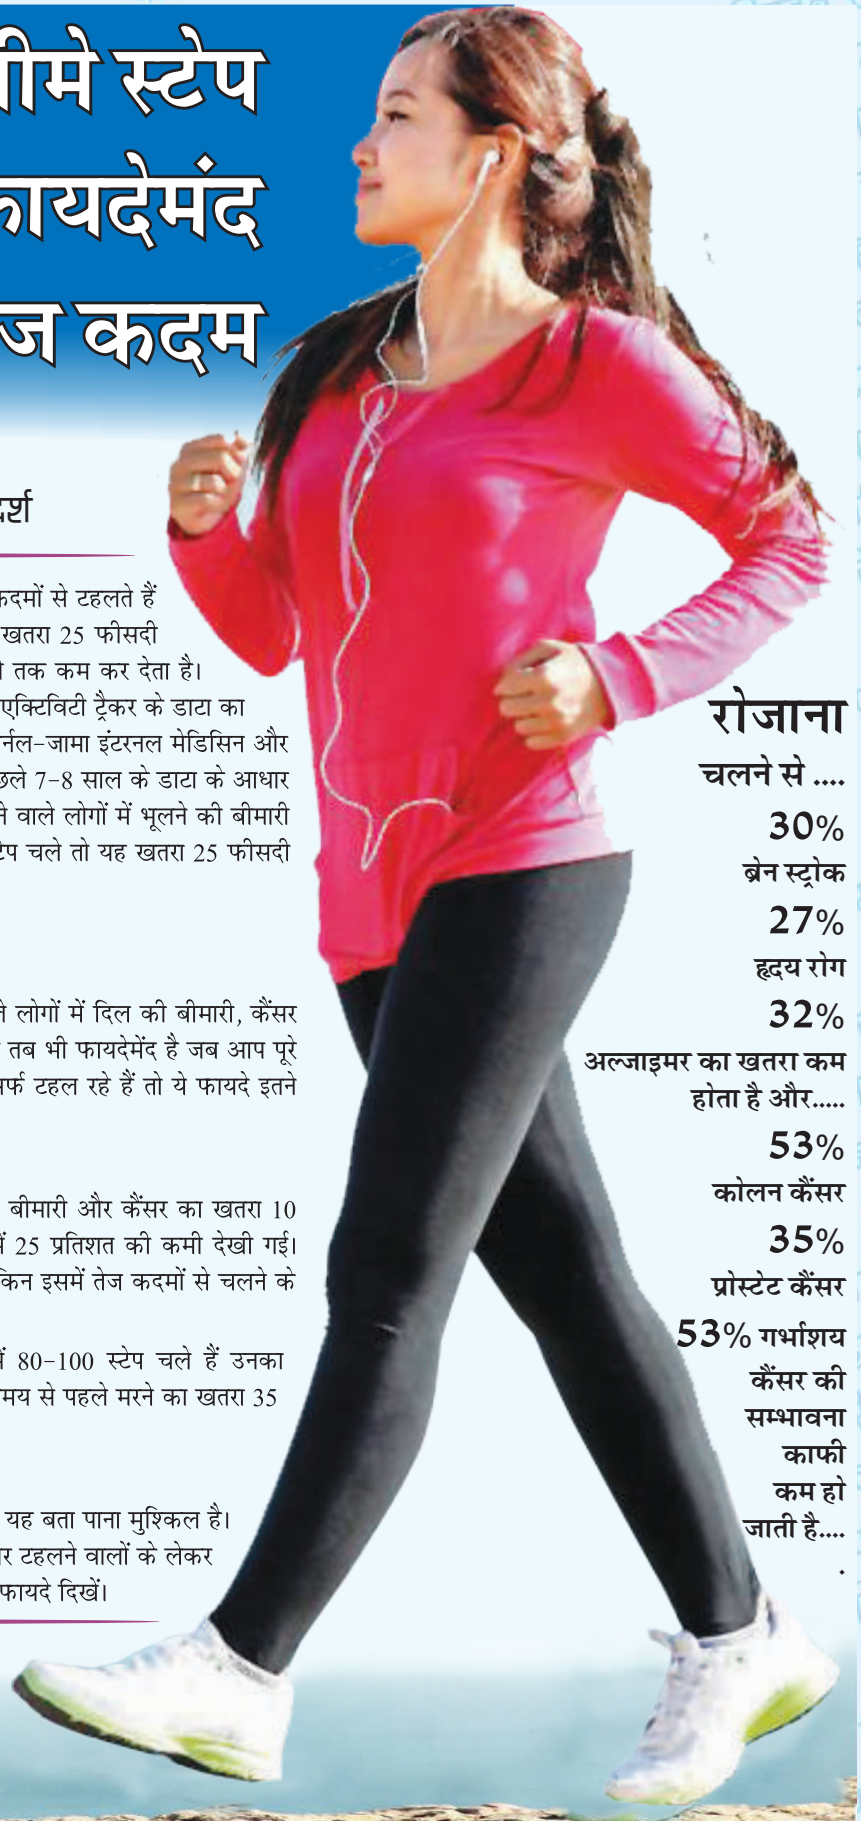 स्टेप
कदम
कदमों से टहलते हैं
खतरा 25 फीसदी
तक कम कर देता है।
एक्टिविटी ट्रैकर के डाटा का
जर्नल-जामा इंटरनल मेडिसिन और
7-8 साल के डाटा के आधार
वाले लोगों में भूलने की बीमारी
चले तो यह खतरा 25 फीसदी
लोगों में दिल की बीमारी, कैंसर
तब भी फायदेमेंद है जब आप पूरे
टहल रहे हैं तो ये फायदे इतने
बीमारी और कैंसर का खतरा 10
25 प्रतिशत की कमी देखी गई।
इसमें तेज कदमों से चलने के
80-100 स्टेप चले हैं उनका
से पहले मरने का खतरा 35
यह बता पाना मुश्किल है।
टहलने वालों के लेकर
फायदे दिखें।
रोजाना
चलने से ....
30%
ब्रेन स्ट्रोक
27%
हृदय रोग
32%
अल्जाइमर का खतरा कम
होता है और.....
53%
कोलन कैंसर
35%
प्रोस्टेट कैंसर
53% गर्भाशय
कैंसर की
सम्भावना
काफी
कम हो
जाती है....
.